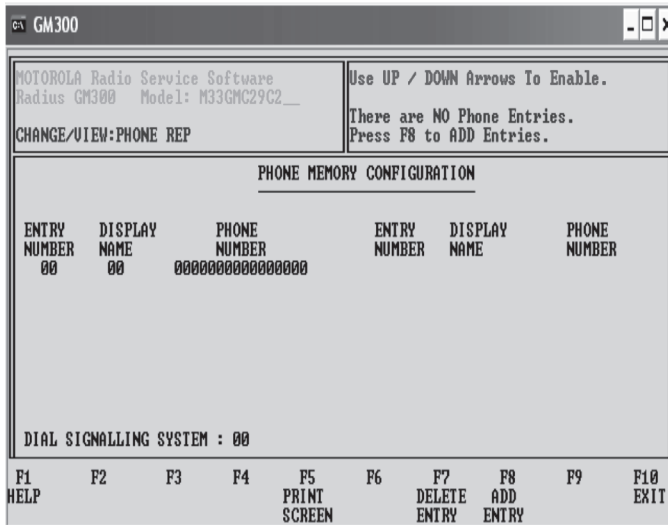 GM300
MOTOROLA Radio Service Software
Radius GM300 Model: M33GMC29C2__
CHANGE/VIEW:PHONE REP
Use UP / DOWN Arrows To Enable.
There are NO Phone Entries.
Press F8 to ADD Entries.
PHONE MEMORY CONFIGURATION
ENTRY DISPLAY PHONE ENTRY DISPLAY PHONE
NUMBER NAME NUMBER NUMBER NAME NUMBER
00 00 0000000000000000
DIAL SIGNALLING SYSTEM : 00
F1 F2 F3 F4 F5 F6 F7 F8 F9 F10
HELP PRINT DELETE ADD EXIT
SCREEN ENTRY ENTRY